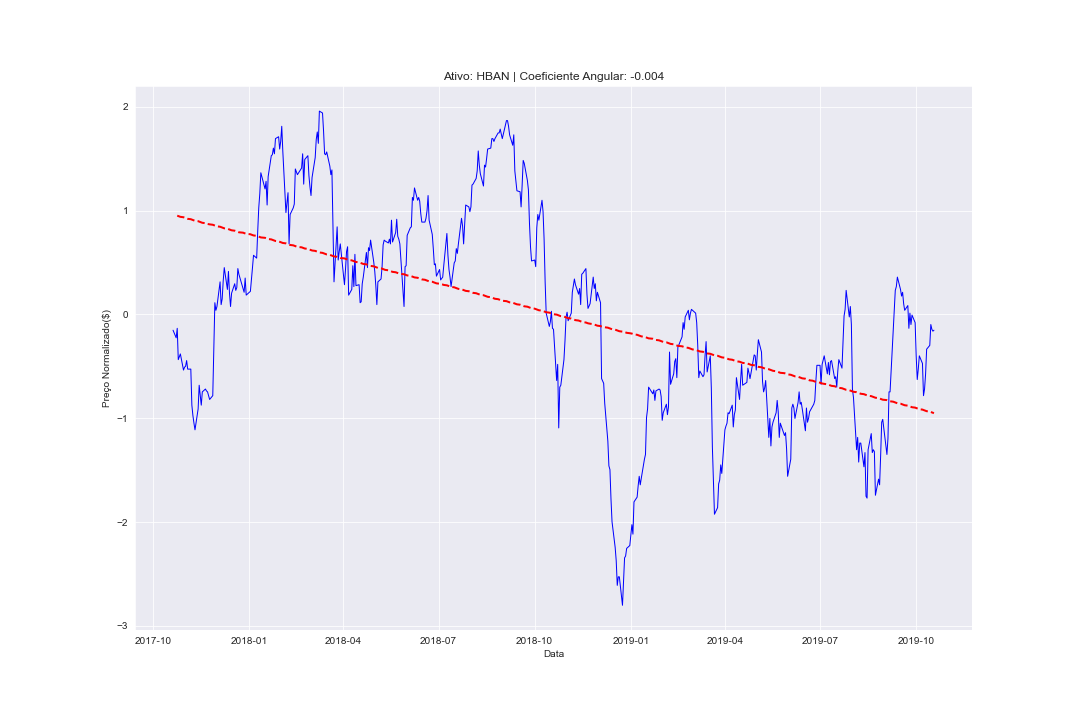 Ativo: HBAN | Coeficiente Angular: -0.004
Preço Normalizado($)
2
1
0
−1
−2
−3
2017-10 2018-01 2018-04 2018-07 2018-10 2019-01 2019-04 2019-07 2019-10
Data